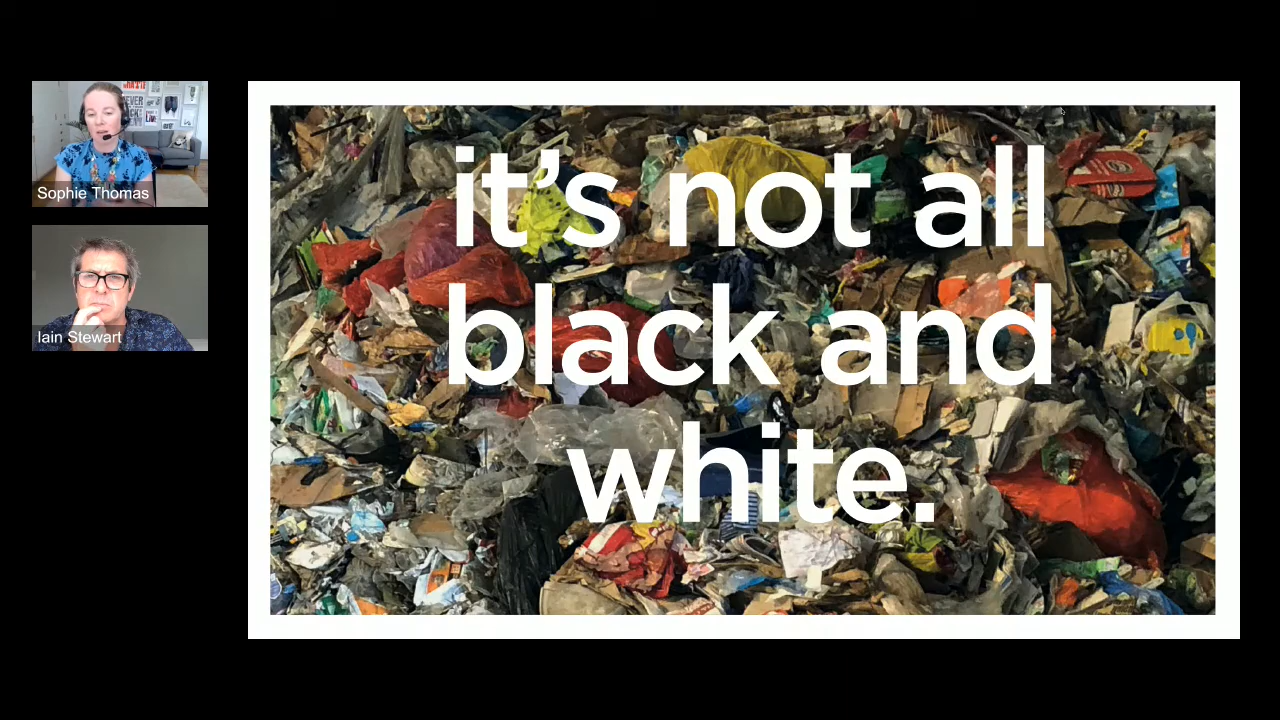 Sophie Thomas
Iain Stewart
it's not all
black and
white.